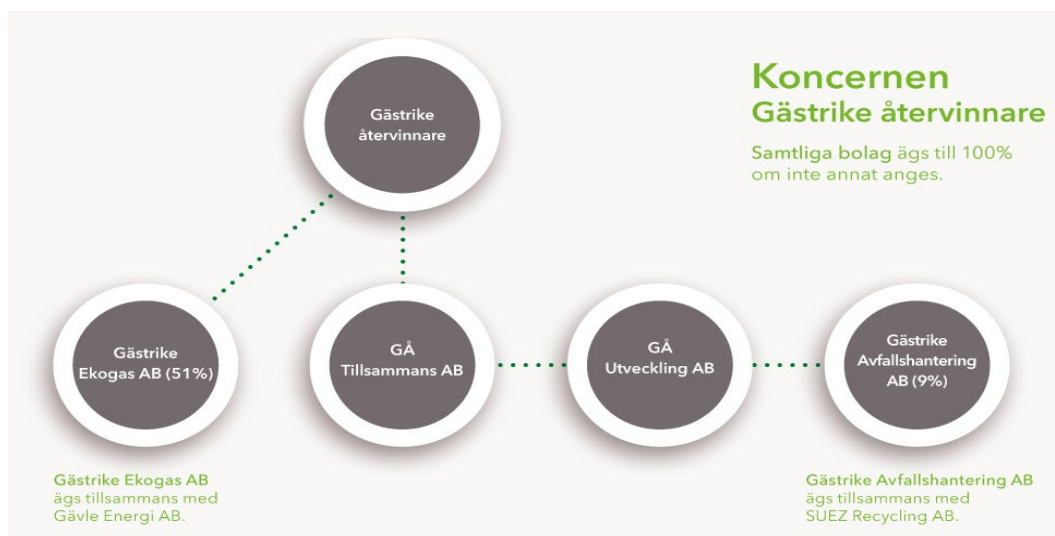 Koncernen
Gästrike återvinnare
Samtliga bolag ägs till 100%
om inte annat anges.
Gästrike
återvinnare
Gästrike
Ekogas AB (51%)
GÅ
Tillsammans AB
GÅ
Utveckling AB
Gästrike
Avfallshantering
AB (9%)
Gästrike Ekogas AB
ägs tillsammans med
Gävle Energi AB.
Gästrike Avfallshantering AB
ägs tillsammans med
SUEZ Recycling AB.